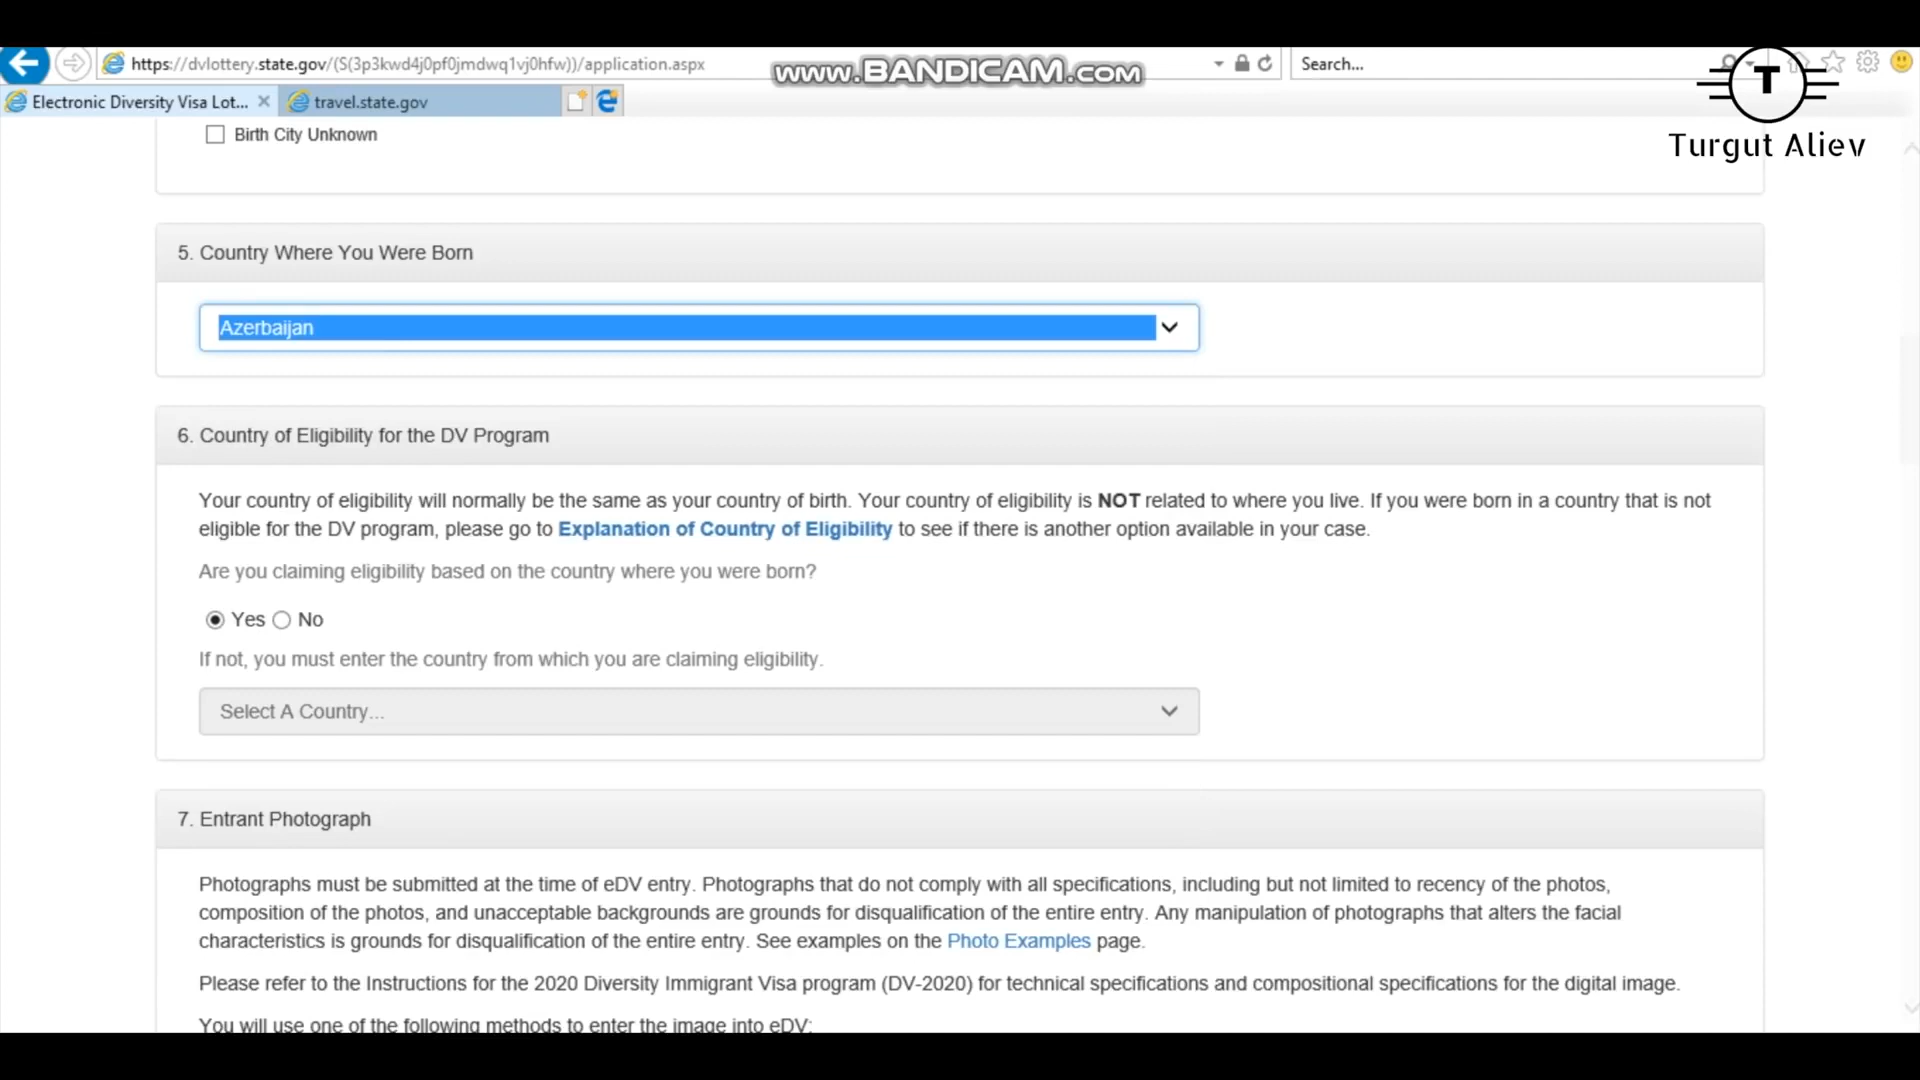 https://dvlottery.state.gov/(S(3p3kwd4j0pf0jmdwq1vj0hfw))/application.aspx
www.BANDICAM.com
Search...
Electronic Diversity Visa Lot...
travel.state.gov
T
Turgut Aliev
Birth City Unknown
5. Country Where You Were Born
Azerbaijan
6. Country of Eligibility for the DV Program
Your country of eligibility will normally be the same as your country of birth. Your country of eligibility is NOT related to where you live. If you were born in a country that is not
eligible for the DV program, please go to Explanation of Country of Eligibility to see if there is another option available in your case.
Are you claiming eligibility based on the country where you were born?
Yes No
If not, you must enter the country from which you are claiming eligibility.
Select A Country...
7. Entrant Photograph
Photographs must be submitted at the time of eDV entry. Photographs that do not comply with all specifications, including but not limited to recency of the photos,
composition of the photos, and unacceptable backgrounds are grounds for disqualification of the entire entry. Any manipulation of photographs that alters the facial
characteristics is grounds for disqualification of the entire entry. See examples on the Photo Examples page.
Please refer to the Instructions for the 2020 Diversity Immigrant Visa program (DV-2020) for technical specifications and compositional specifications for the digital image.
You will use one of the following methods to enter the image into eDV: